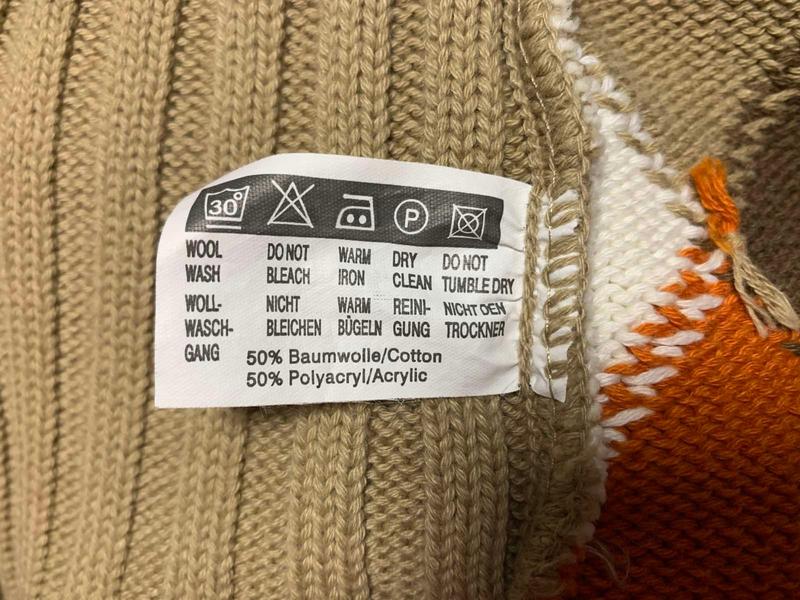 30°
P
WOOL DO NOT WARM DRY DO NOT
WASH BLEACH IRON CLEAN TUMBLE DRY
WOLL- NICHT WARM REINI- NICHT DEN
WASCH- BLEICHEN BÜGELN GUNG TROCKNER
GANG
50% Baumwolle/Cotton
50% Polyacryl/Acrylic